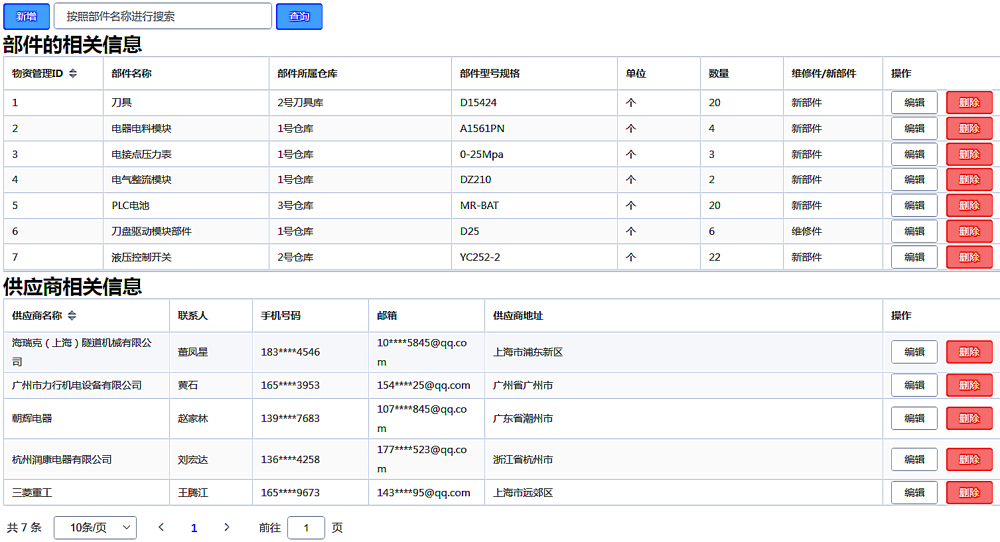 新增 按照部件名称进行搜索 查询
部件的相关信息
物资管理ID 部件名称 部件所属仓库 部件型号规格 单位 数量 维修件/新部件 操作
1 刀具 2号刀具库 D15424 个 20 新部件 编辑 删除
2 电器电料模块 1号仓库 A1561PN 个 4 新部件 编辑 删除
3 电接点压力表 1号仓库 0-25Mpa 个 3 新部件 编辑 删除
4 电气整流模块 1号仓库 DZ210 个 2 新部件 编辑 删除
5 PLC电池 3号仓库 MR-BAT 个 20 新部件 编辑 删除
6 刀盘驱动模块部件 1号仓库 D25 个 6 维修件 编辑 删除
7 液压控制开关 2号仓库 YC252-2 个 22 新部件 编辑 删除
供应商相关信息
供应商名称 联系人 手机号码 邮箱 供应商地址 操作
海瑞克（上海）隧道机械有限公
司 董凤星 183****4546 10****5845@qq.co
m 上海市浦东新区 编辑 删除
广州市力行机电设备有限公司 黄石 165****3953 154****25@qq.com 广州省广州市 编辑 删除
朝辉电器 赵家林 139****7683 107****845@qq.co
m 广东省潮州市 编辑 删除
杭州润康电器有限公司 刘宏达 136****4258 177****523@qq.co
m 浙江省杭州市 编辑 删除
三菱重工 王腾江 165****9673 143****95@qq.com 上海市远郊区 编辑 删除
共 7 条 10条/页 1 前往 1 页